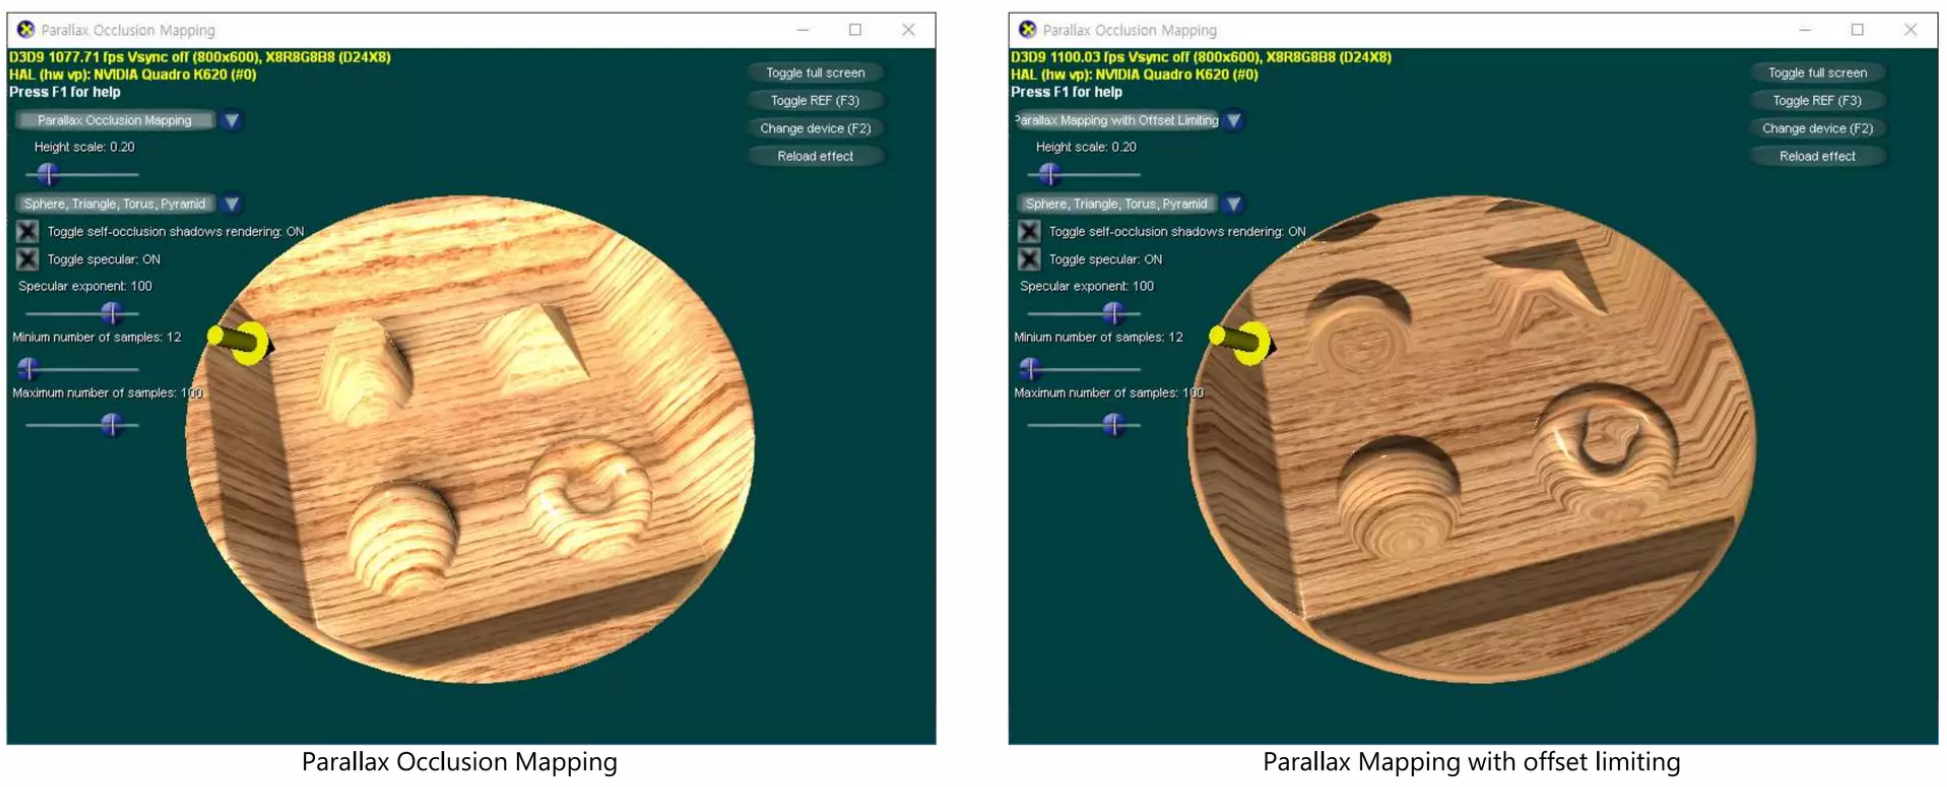 Parallax Occlusion Mapping
D3D9 1077.71 fps Vsync off (800x600), X8R8G8B8 (D24X8)
HAL (hw vp): NVIDIA Quadro K620 (#0)
Press F1 for help
Toggle full screen
Toggle REF (F3)
Change device (F2)
Reload effect
Parallax Occlusion Mapping
Height scale: 0.20
Sphere, Triangle, Torus, Pyramid
Toggle self-occlusion shadows rendering: ON
Toggle specular: ON
Specular exponent: 100
Minium number of samples: 12
Maximum number of samples: 100
Parallax Occlusion Mapping
Parallax Occlusion Mapping
D3D9 1100.03 fps Vsync off (800x600), X8R8G8B8 (D24X8)
HAL (hw vp): NVIDIA Quadro K620 (#0)
Press F1 for help
Toggle full screen
Toggle REF (F3)
Change device (F2)
Reload effect
Parallax Mapping with Offset Limiting
Height scale: 0.20
Sphere, Triangle, Torus, Pyramid
Toggle self-occlusion shadows rendering: ON
Toggle specular: ON
Specular exponent: 100
Minium number of samples: 12
Maximum number of samples: 100
Parallax Mapping with offset limiting